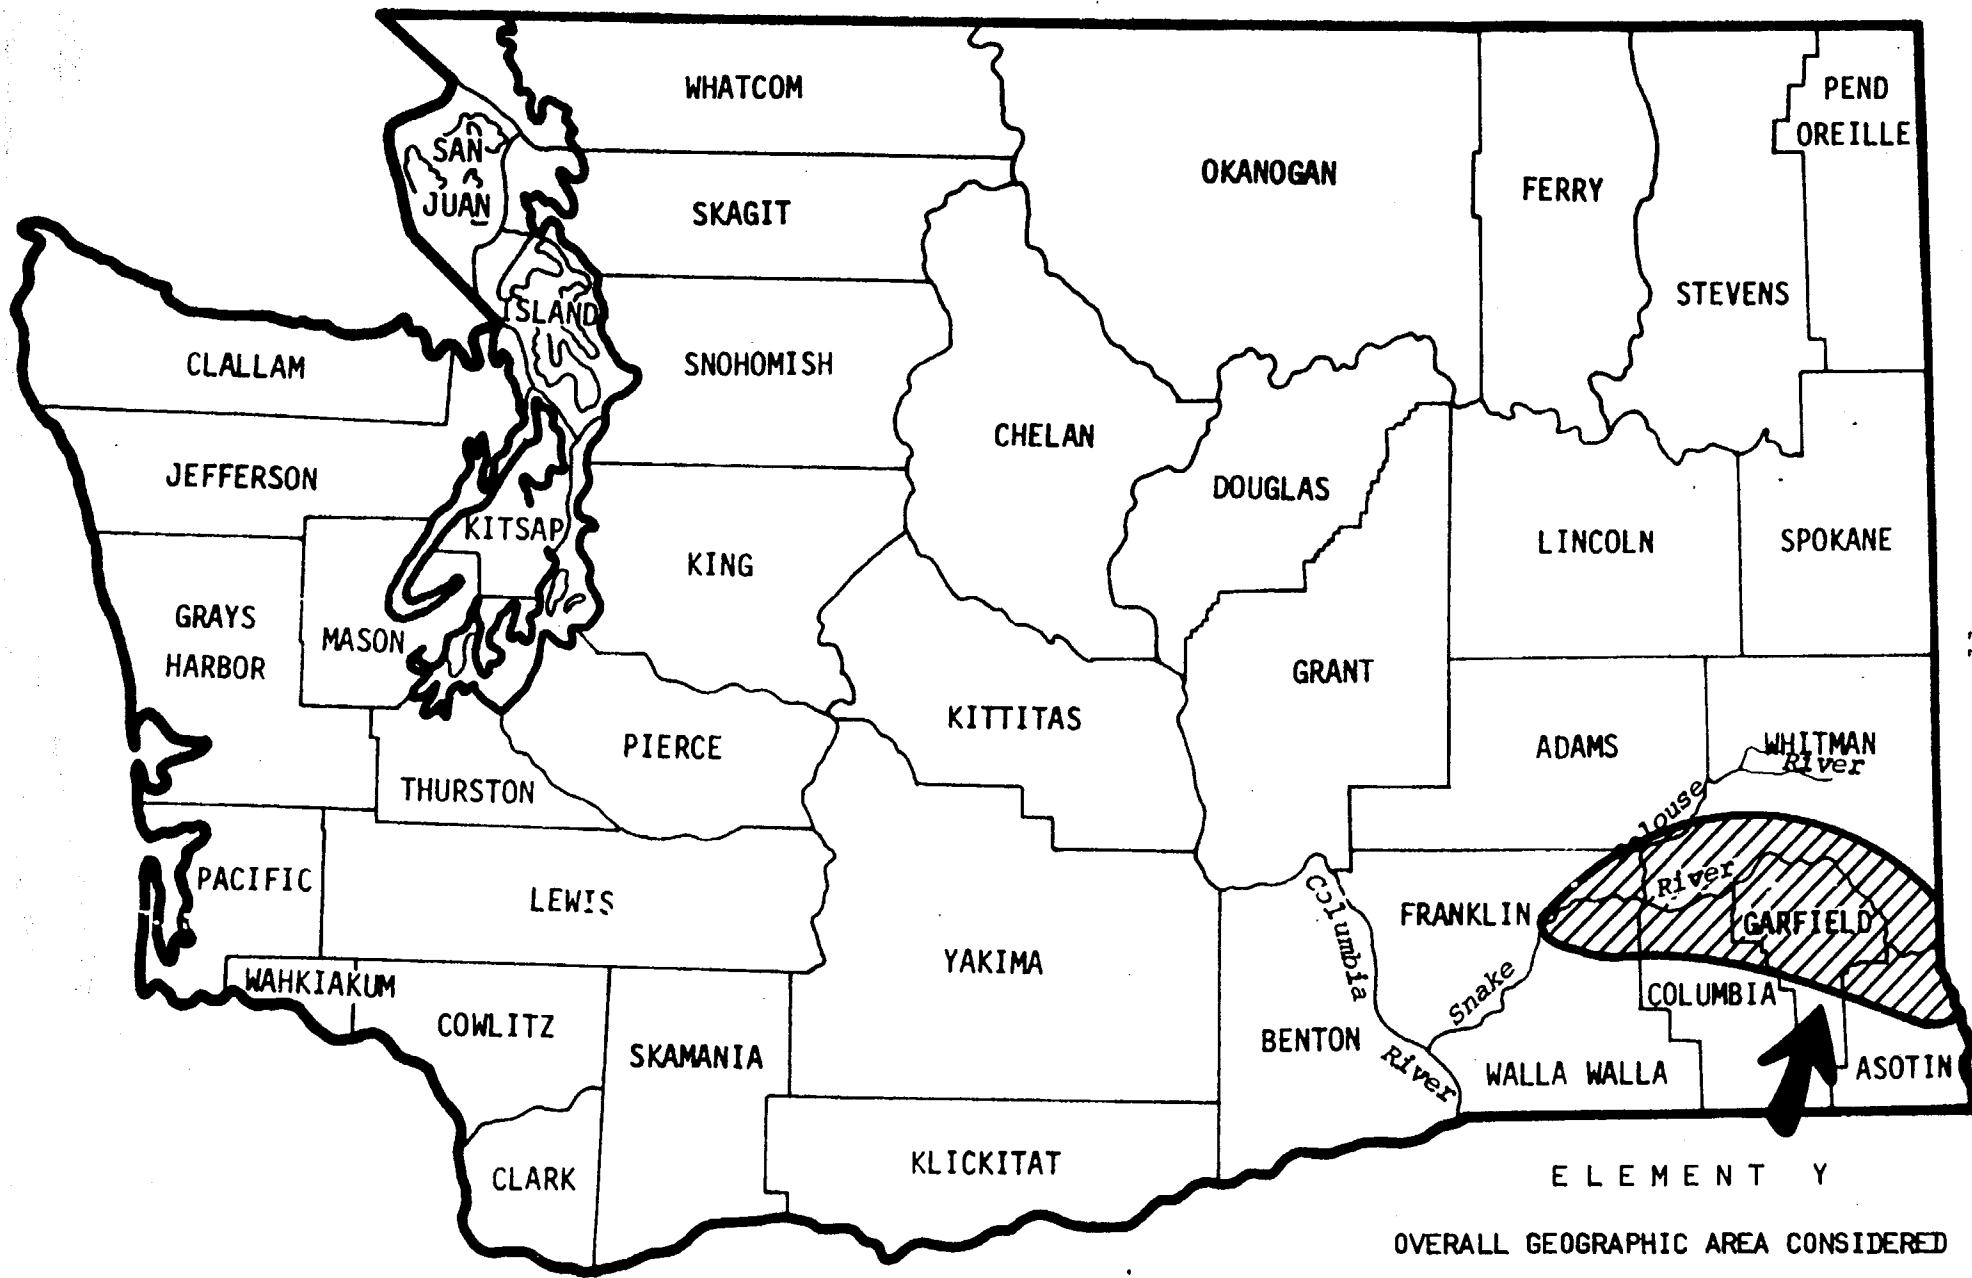 WHATCOM
PEND
OREILLE
SAN
JUAN
OKANOGAN
FERRY
SKAGIT
STEVENS
ISLAND
CLALLAM
SNOHOMISH
CHELAN
JEFFERSON
DOUGLAS
KITSAP
LINCOLN
SPOKANE
KING
GRAYS
HARBOR
MASON
GRANT
KITTITAS
PIERCE
ADAMS
WHITMAN
River
THURSTON
PACIFIC
LEWIS
River
FRANKLIN
GARFIELD
Columbia
YAKIMA
WAHKIAKUM
Snake
COLUMBIA
COWLITZ
SKAMANIA
BENTON
River
WALLA WALLA
ASOTIN
KLICKITAT
CLARK
ELEMENT Y
OVERALL GEOGRAPHIC AREA CONSIDERED